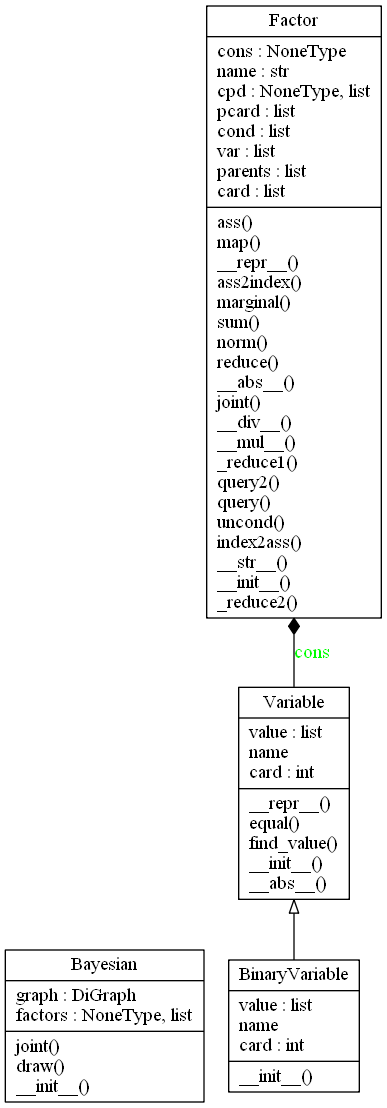 Factor
cons : NoneType
name : str
cpd : NoneType, list
pcard : list
cond : list
var : list
parents : list
card : list
ass()
map()
__repr__()
ass2index()
marginal()
sum()
norm()
reduce()
__abs__()
joint()
__div__()
__mul__()
_reduce1()
query2()
query()
uncond()
index2ass()
__str__()
__init__()
_reduce2()
cons
Variable
value : list
name
card : int
__repr__()
equal()
find_value()
__init__()
__abs__()
Bayesian
graph : DiGraph
factors : NoneType, list
joint()
draw()
__init__()
BinaryVariable
value : list
name
card : int
__init__()